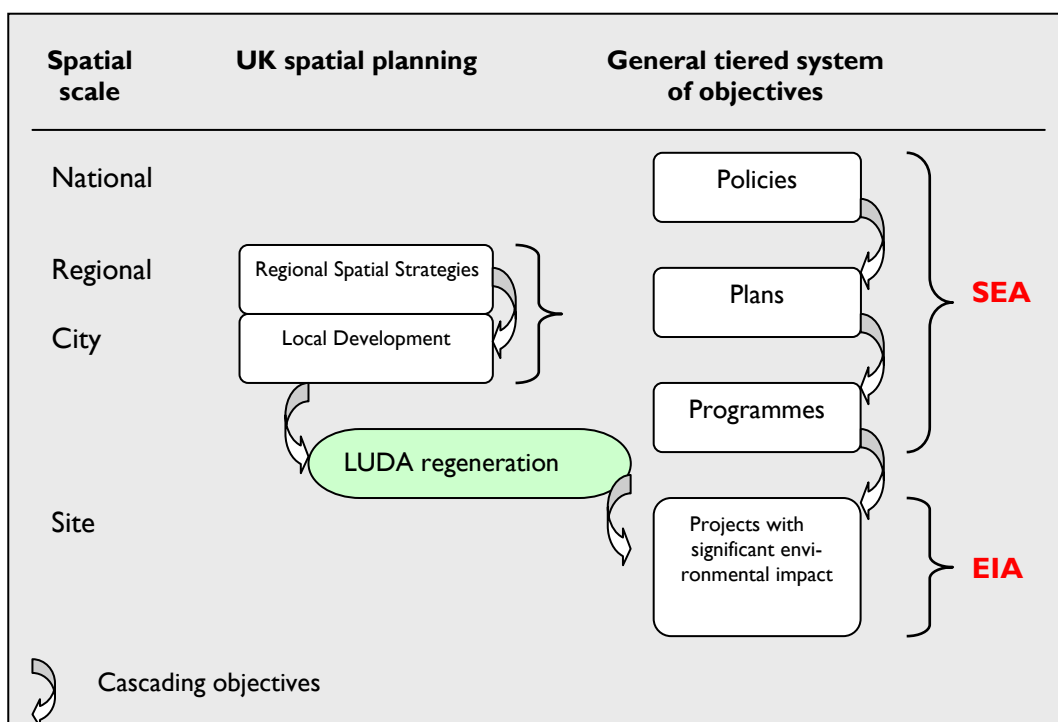 Spatial scale
UK spatial planning
General tiered system of objectives
National
Policies
Regional
Regional Spatial Strategies
Plans
SEA
City
Local Development
Programmes
LUDA regeneration
Site
Projects with
significant envi-
ronmental impact
EIA
Cascading objectives